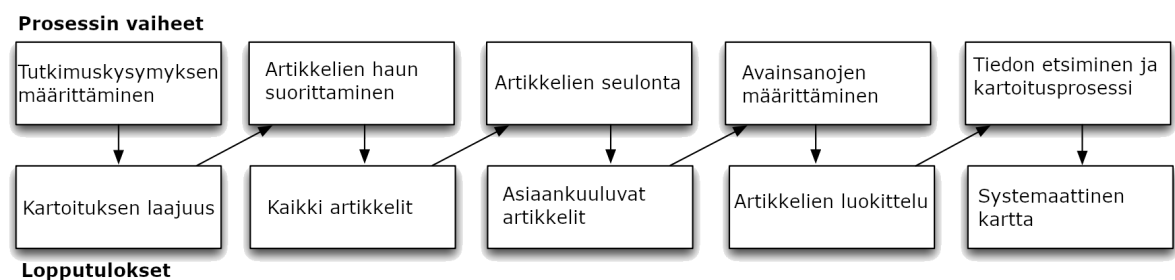 Prosessin vaiheet
Tutkimuskysymyksen
määrittäminen
Artikkelien haun
suorittaminen
Artikkelien seulonta
Avainsanojen
määrittäminen
Tiedon etsiminen ja
kartoitusprosessi
Kartoituksen laajuus
Kaikki artikkelit
Asiaankuuluvat
artikkelit
Artikkelien luokittelu
Systemaattinen
kartta
Lopputulokset